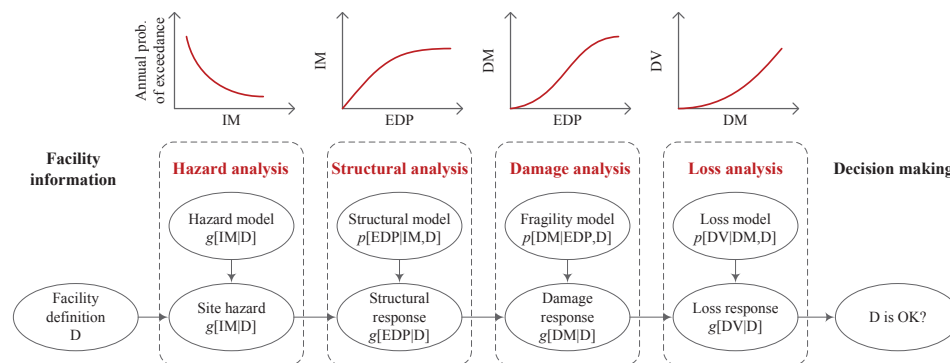 Annual prob.
of exceedance
IM
IM
EDP
DM
EDP
DV
DM
Facility
information
Hazard analysis
Structural analysis
Damage analysis
Loss analysis
Decision making
Hazard model
g[IM|D]
Structural model
p[EDP|IM,D]
Fragility model
p[DM|EDP,D]
Loss model
p[DV|DM,D]
Facility
definition
D
Site hazard
g[IM|D]
Structural
response
g[EDP|D]
Damage
response
g[DM|D]
Loss response
g[DV|D]
D is OK?